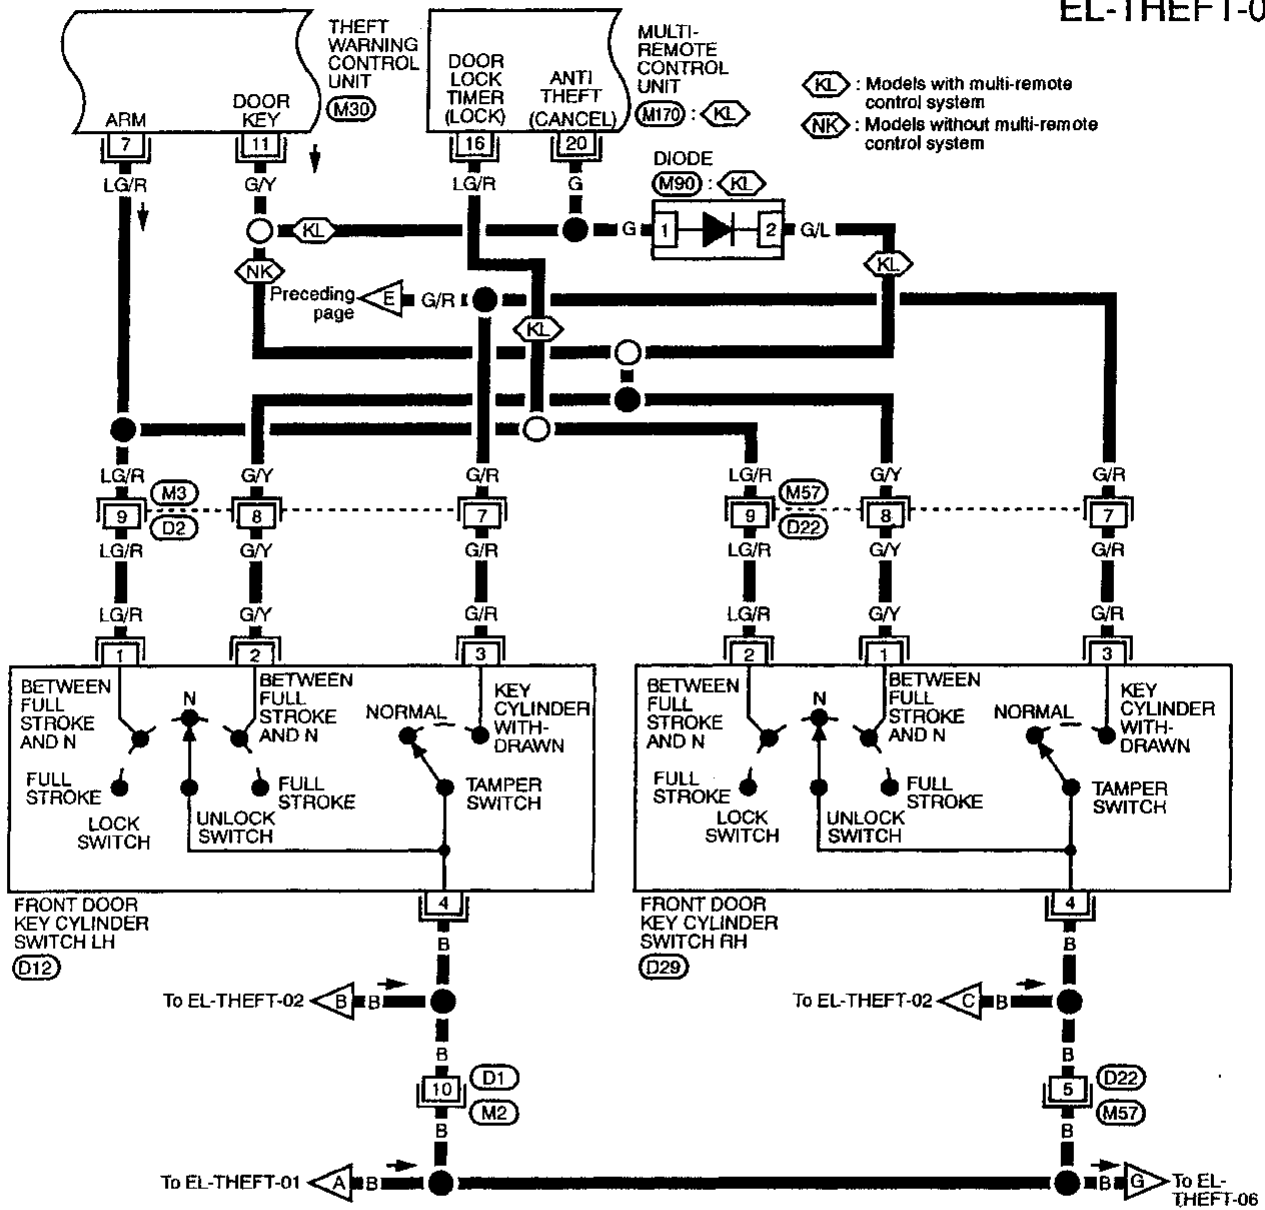 EL-THEFT-0
THEFT
WARNING
CONTROL
UNIT
M30
ARM
DOOR
KEY
7
11
MULTI-
REMOTE
CONTROL
UNIT
M170 : KL
DOOR
LOCK
TIMER
(LOCK)
ANTI
THEFT
(CANCEL)
16
20
KL : Models with multi-remote
control system
NK : Models without multi-remote
control system
DIODE
M90 : KL
LG/R
G/Y
LG/R
G
KL
G
1
2
G/L
NK
KL
Preceding
page
E
G/R
KL
LG/R
G/Y
G/R
LG/R
G/Y
G/R
9
M3
D2
8
7
9
M57
D22
8
7
LG/R
G/Y
G/R
LG/R
G/Y
G/R
LG/R
G/Y
G/R
LG/R
G/Y
G/R
1
2
3
2
1
3
BETWEEN
FULL
STROKE
AND N
N
BETWEEN
FULL
STROKE
AND N
NORMAL
KEY
CYLINDER
WITH-
DRAWN
FULL
STROKE
FULL
STROKE
TAMPER
SWITCH
LOCK
SWITCH
UNLOCK
SWITCH
BETWEEN
FULL
STROKE
AND N
N
BETWEEN
FULL
STROKE
AND N
NORMAL
KEY
CYLINDER
WITH-
DRAWN
FULL
STROKE
FULL
STROKE
TAMPER
SWITCH
LOCK
SWITCH
UNLOCK
SWITCH
FRONT DOOR
KEY CYLINDER
SWITCH LH
D12
4
B
FRONT DOOR
KEY CYLINDER
SWITCH RH
D29
4
B
To EL-THEFT-02 B B
To EL-THEFT-02 C B
B
B
10
D1
M2
5
D22
M57
B
B
To EL-THEFT-01 A B
B G To EL-
THEFT-06